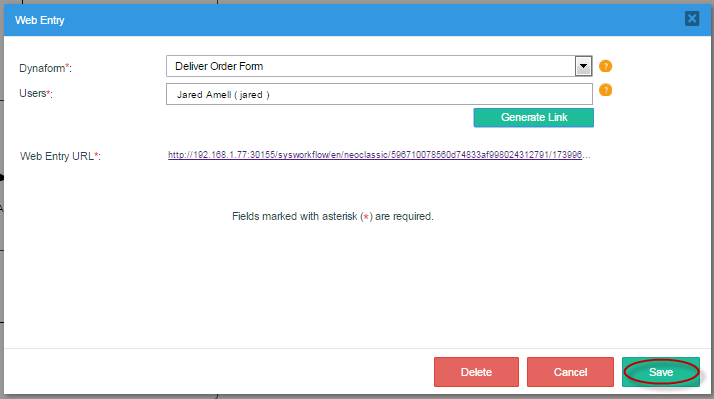 Web Entry
Dynaform*:
Deliver Order Form
?
Users*:
Jared Amell ( jared )
?
Generate Link
Web Entry URL*:
http://192.168.1.77:30155/sysworkflow/en/neoclassic/596710078560d74833af998024312791/173996...
Fields marked with asterisk (*) are required.
Delete
Cancel
Save